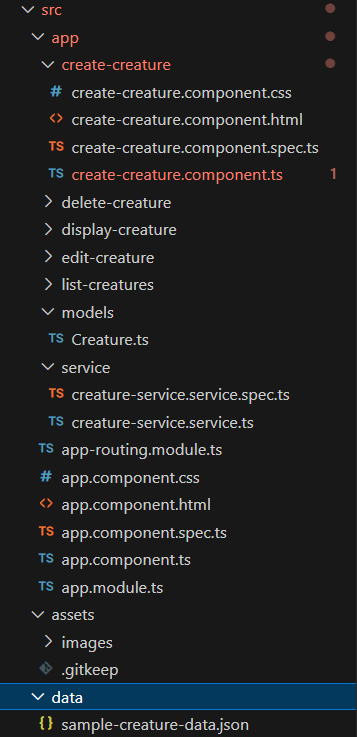 src
app
create-creature
# create-creature.component.css
<> create-creature.component.html
TS create-creature.component.spec.ts
TS create-creature.component.ts 1
delete-creature
display-creature
edit-creature
list-creatures
models
TS Creature.ts
service
TS creature-service.service.spec.ts
TS creature-service.service.ts
TS app-routing.module.ts
# app.component.css
<> app.component.html
TS app.component.spec.ts
TS app.component.ts
TS app.module.ts
assets
images
.gitkeep
data
{} sample-creature-data.json